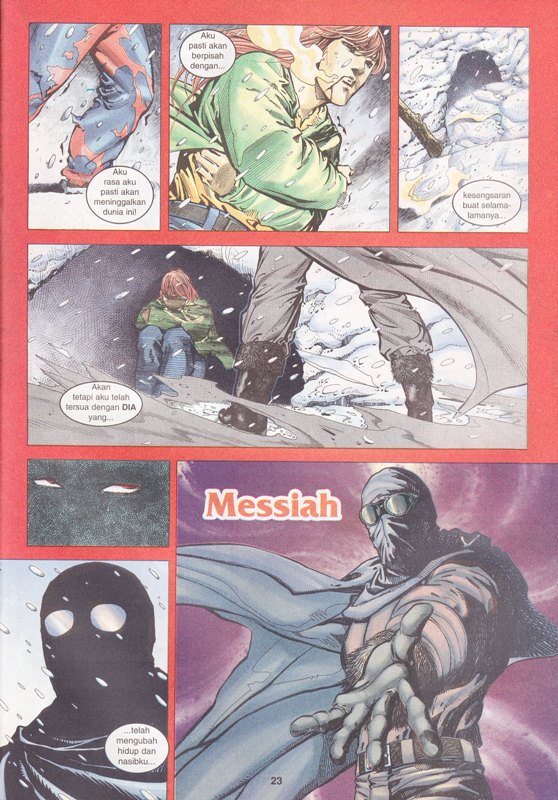 Aku
rasa aku
pasti akan
meninggalkan
dunia ini!
Aku
pasti akan
berpisah
dengan...
...
kesengsaran
buat selama-
lamanya...
Akan
tetapi aku telah
tersua dengan DIA
yang...
...telah
mengubah
hidup dan
nasibku...
Messiah
23